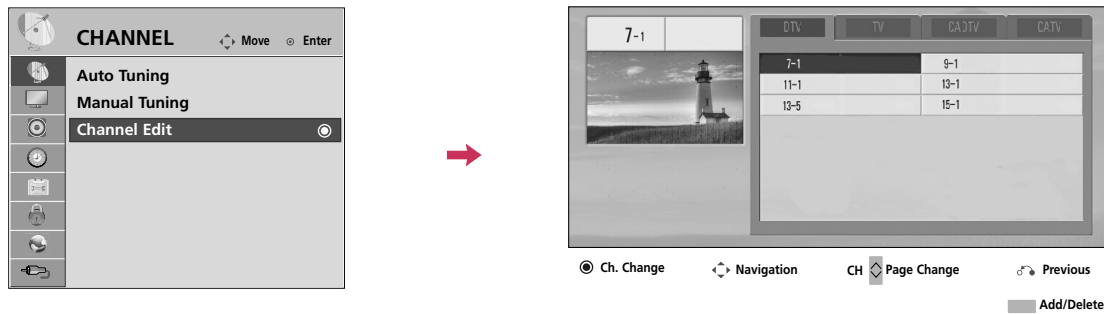 CHANNEL Move Enter
Auto Tuning
Manual Tuning
Channel Edit
7-1
DTV TV CADTV CATV
7-1 9-1
11-1 13-1
13-5 15-1
Ch. Change Navigation CH Page Change Previous
Add/Delete